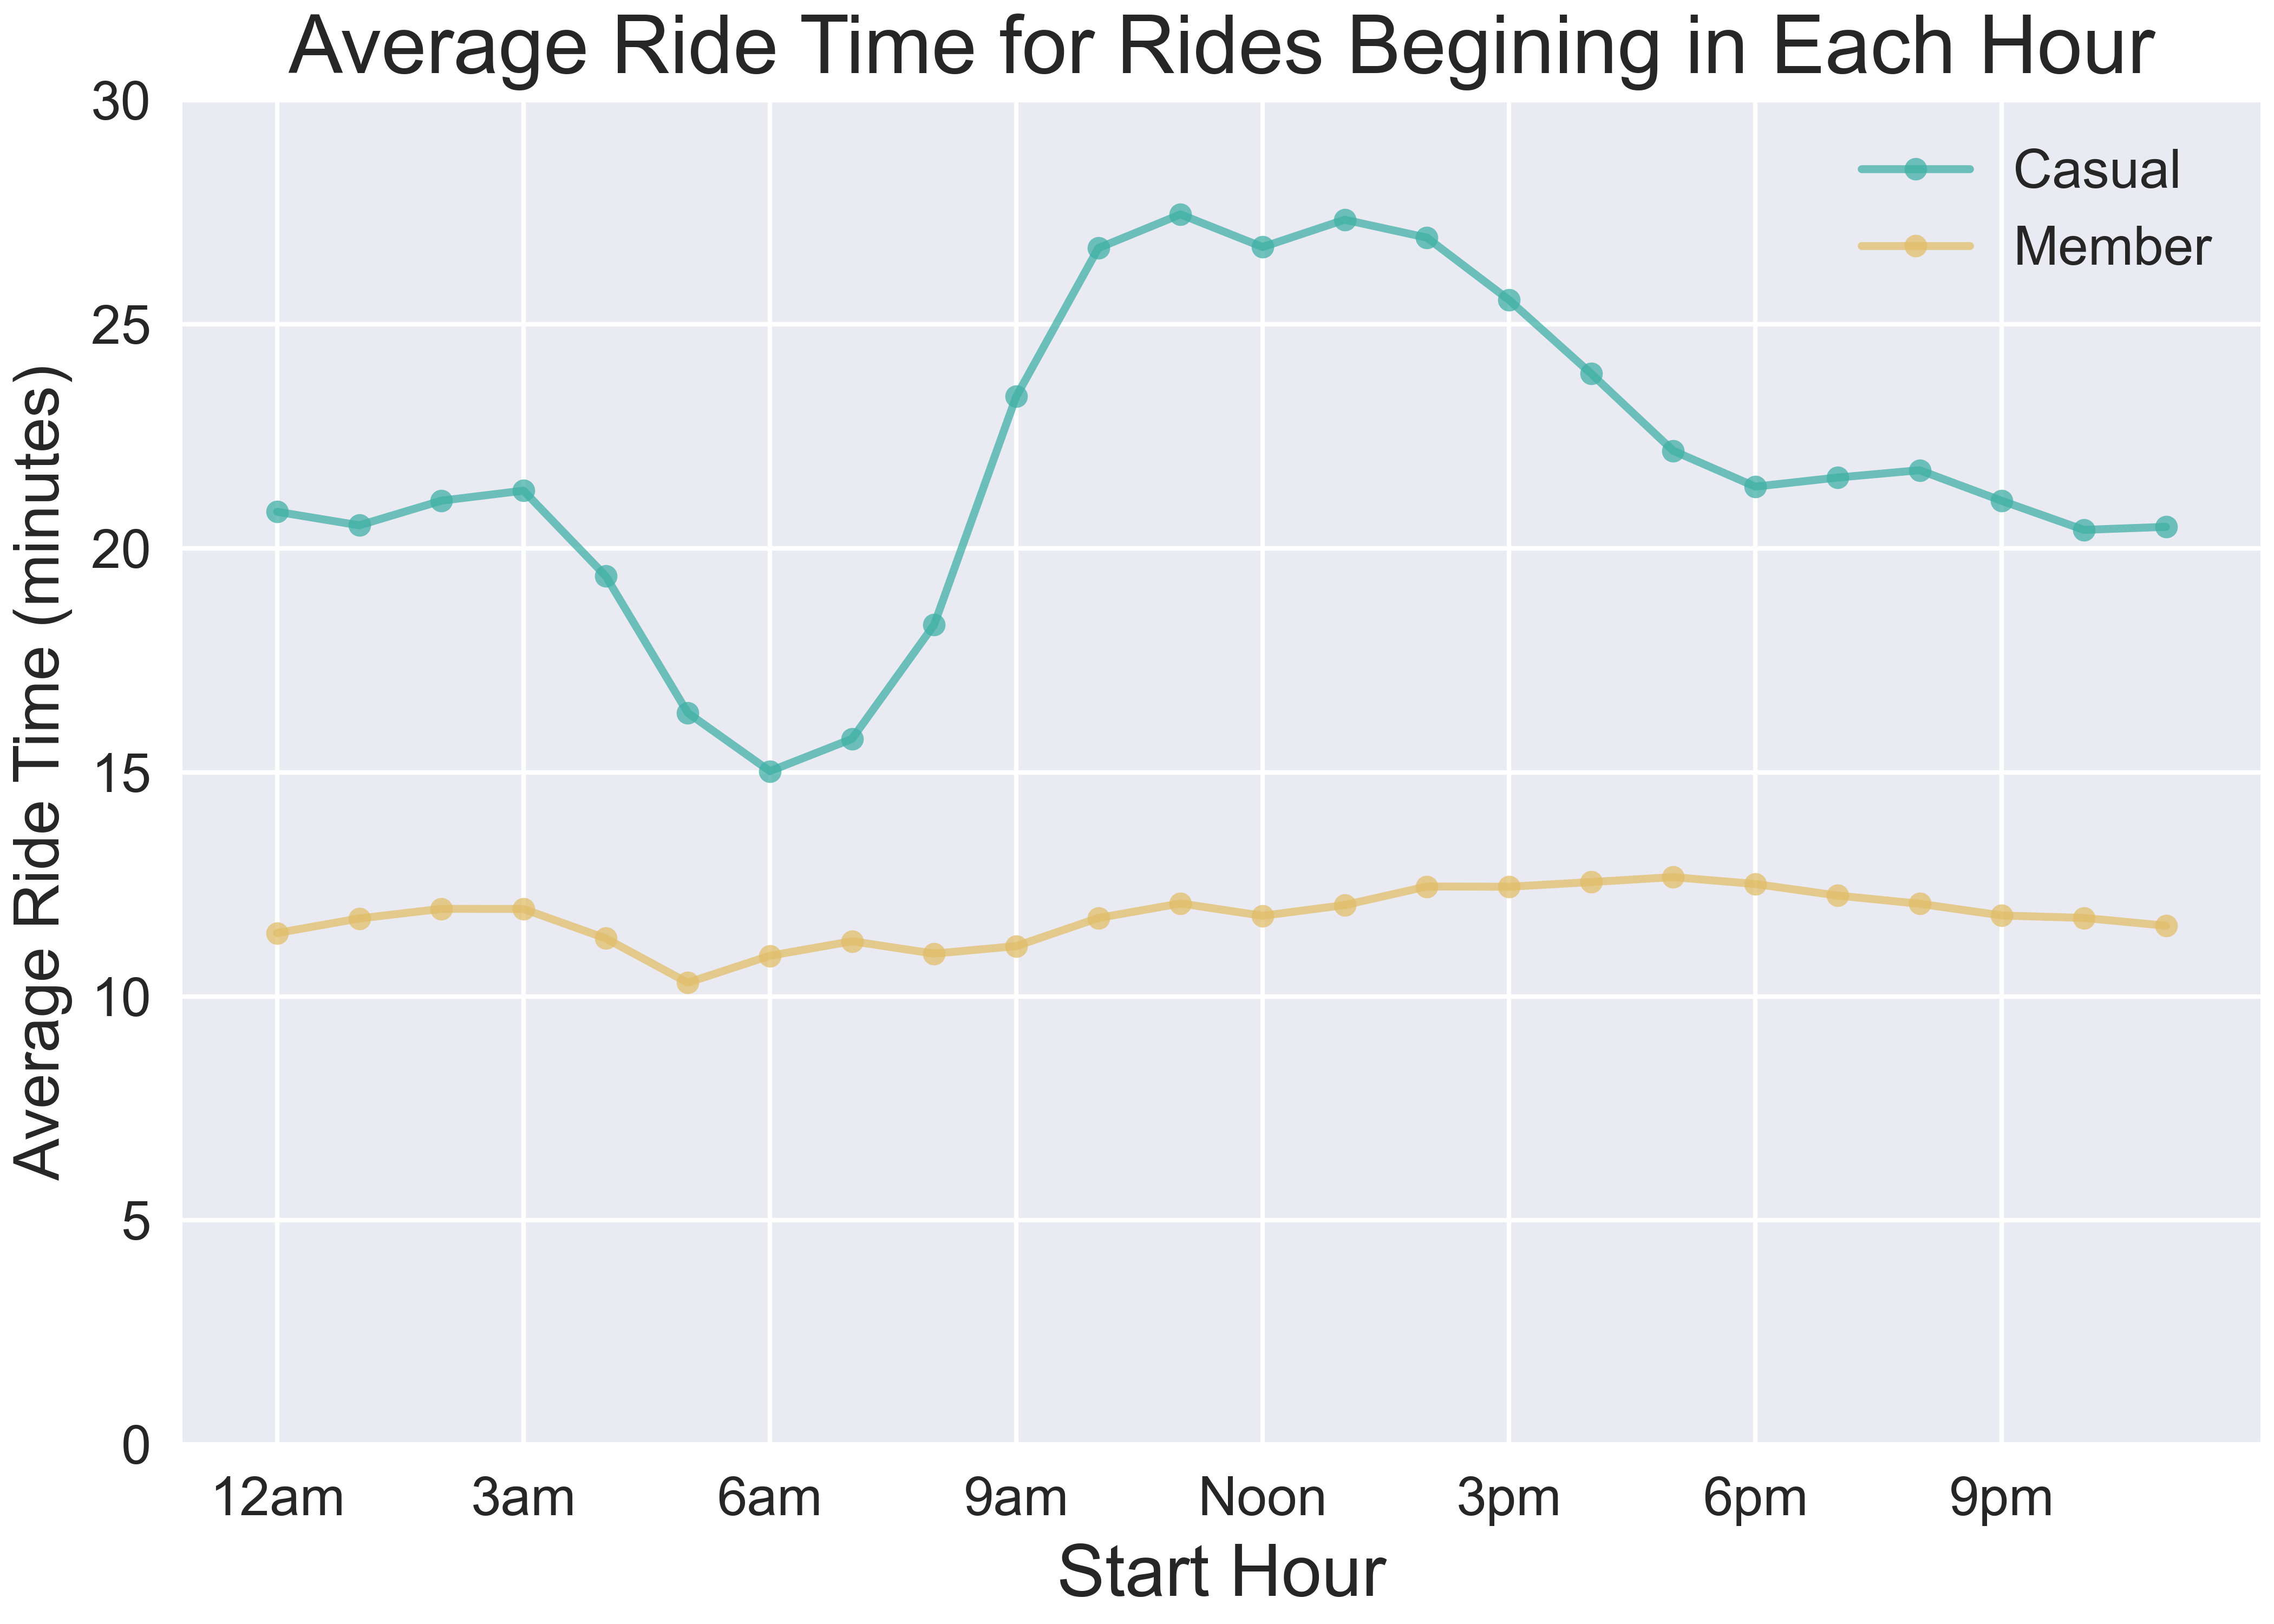 Average Ride Time for Rides Begining in Each Hour
30
25
20
15
10
5
0
Average Ride Time (minutes)
Casual
Member
12am 3am 6am 9am Noon 3pm 6pm 9pm
Start Hour